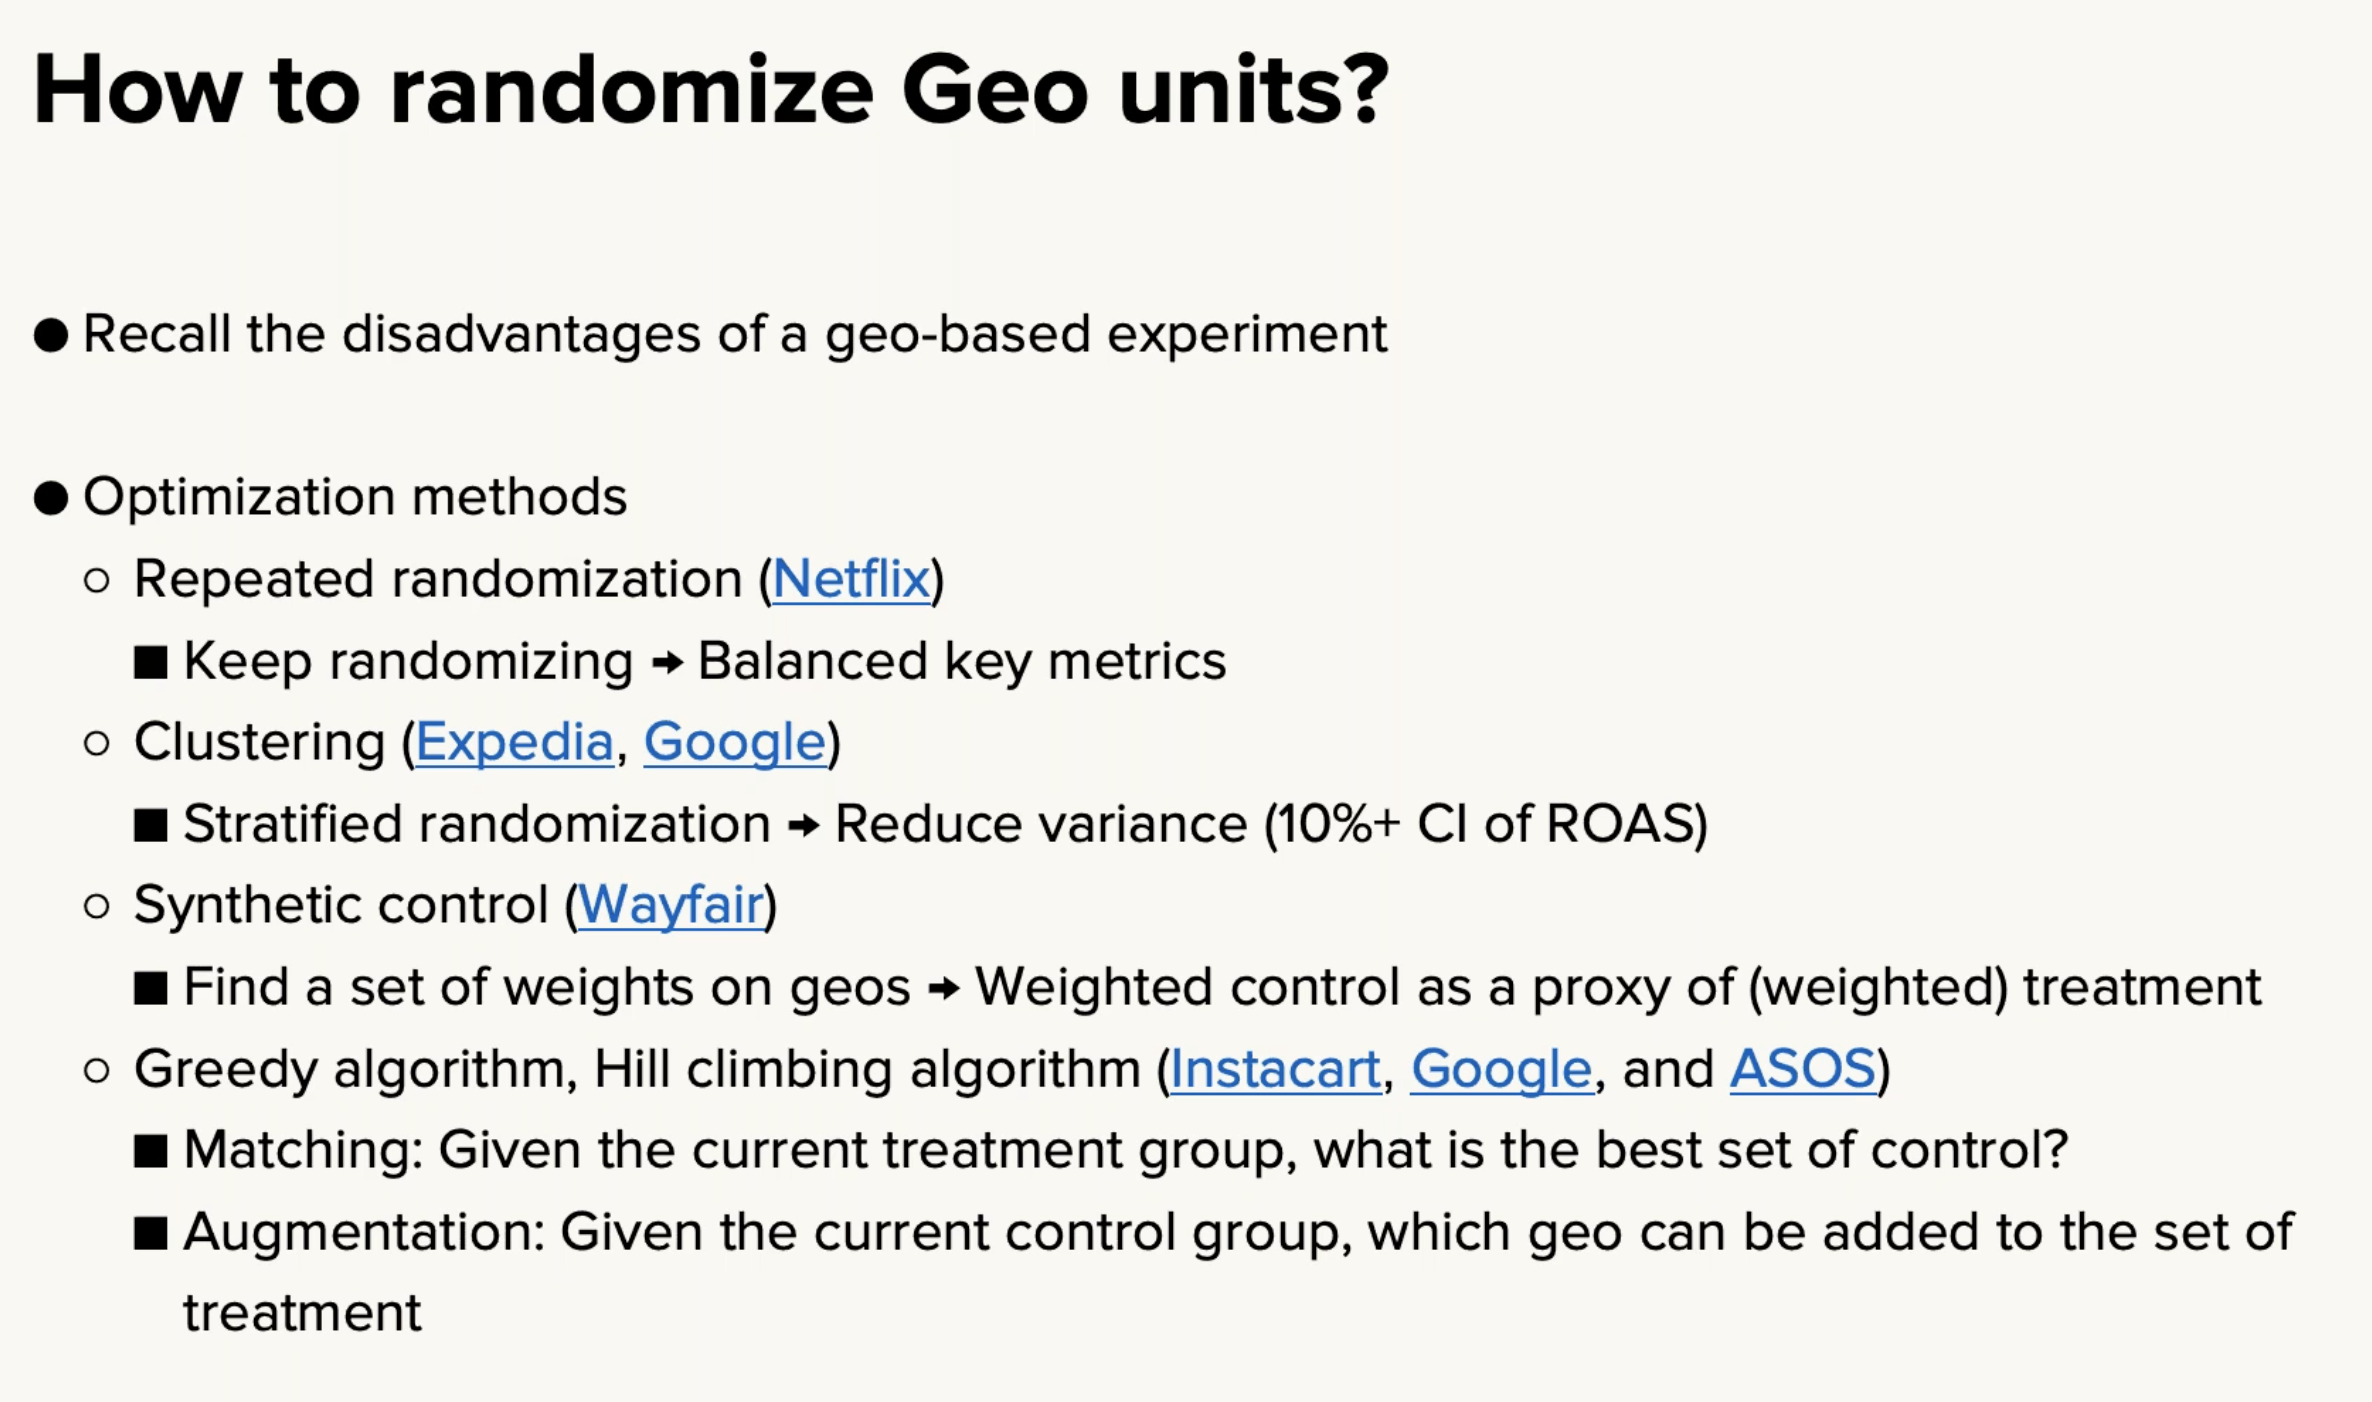 How to randomize Geo units?
● Recall the disadvantages of a geo-based experiment
● Optimization methods
○ Repeated randomization (Netflix)
■ Keep randomizing → Balanced key metrics
○ Clustering (Expedia, Google)
■ Stratified randomization → Reduce variance (10%+ CI of ROAS)
○ Synthetic control (Wayfair)
■ Find a set of weights on geos → Weighted control as a proxy of (weighted) treatment
○ Greedy algorithm, Hill climbing algorithm (Instacart, Google, and ASOS)
■ Matching: Given the current treatment group, what is the best set of control?
■ Augmentation: Given the current control group, which geo can be added to the set of
treatment